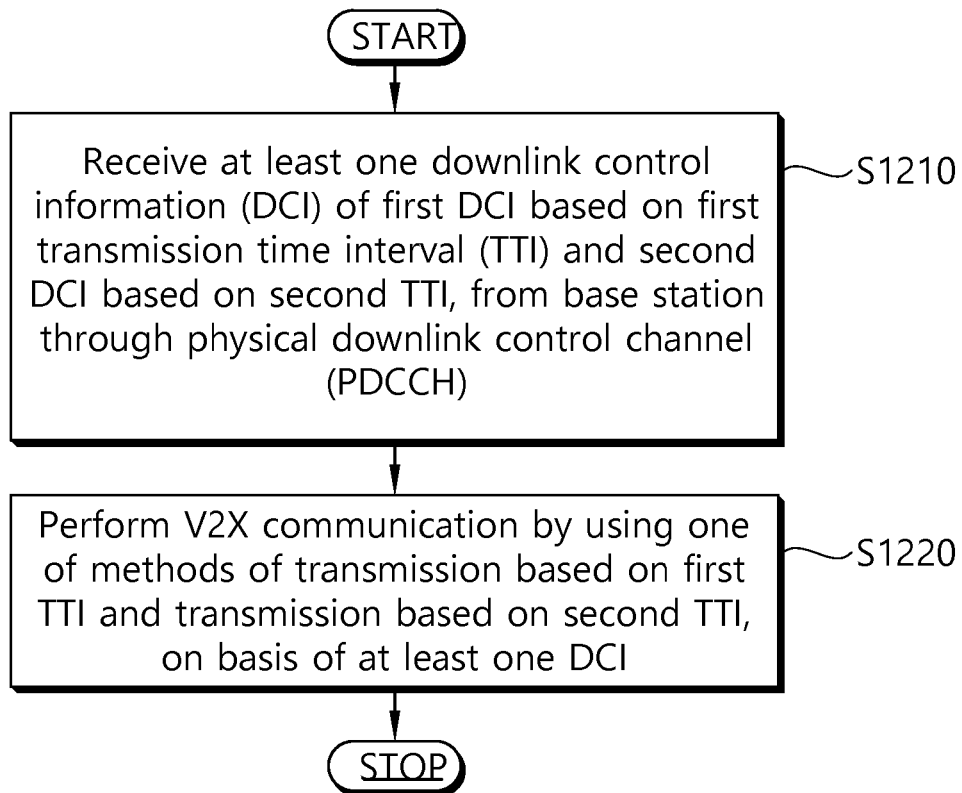 START
Receive at least one downlink control
information (DCI) of first DCI based on first
transmission time interval (TTI) and second
DCI based on second TTI, from base station
through physical downlink control channel
(PDCCH)
S1210
Perform V2X communication by using one
of methods of transmission based on first
TTI and transmission based on second TTI,
on basis of at least one DCI
S1220
STOP